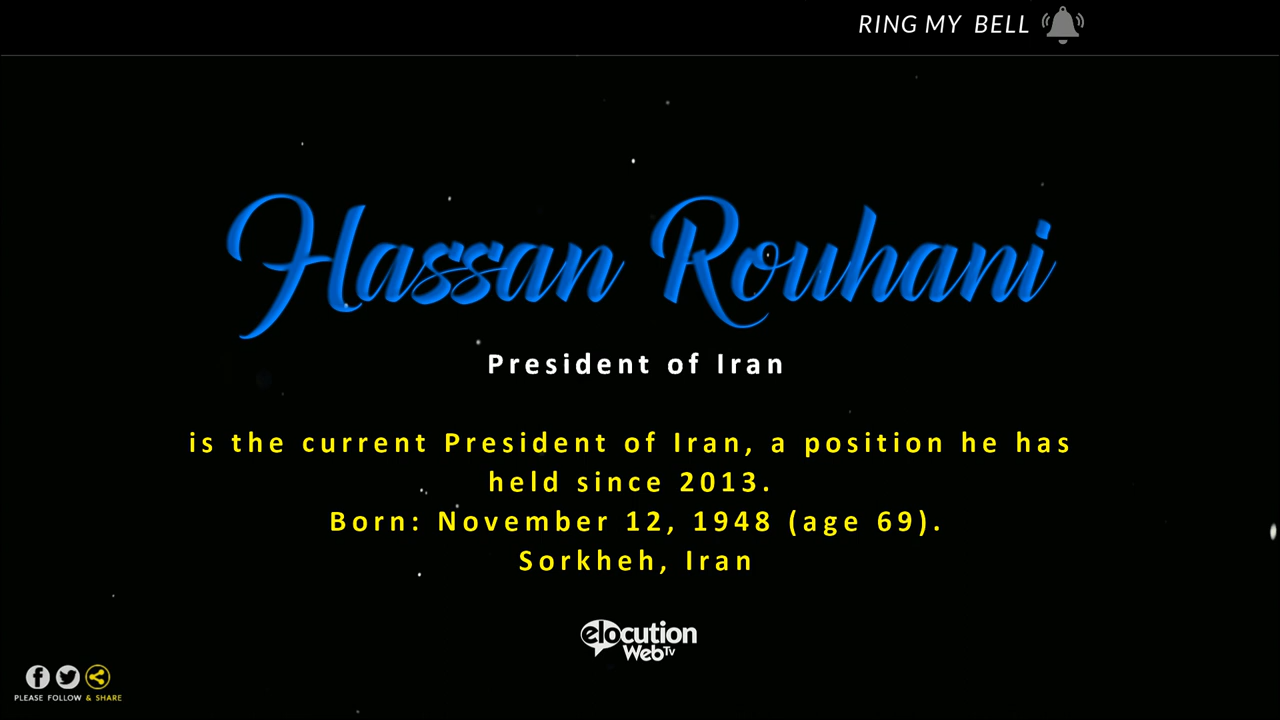 RING MY BELL
Hassan Rouhani
President of Iran
is the current President of Iran, a position he has
held since 2013.
Born: November 12, 1948 (age 69).
Sorkheh, Iran
elocution
WebTv
PLEASE FOLLOW & SHARE